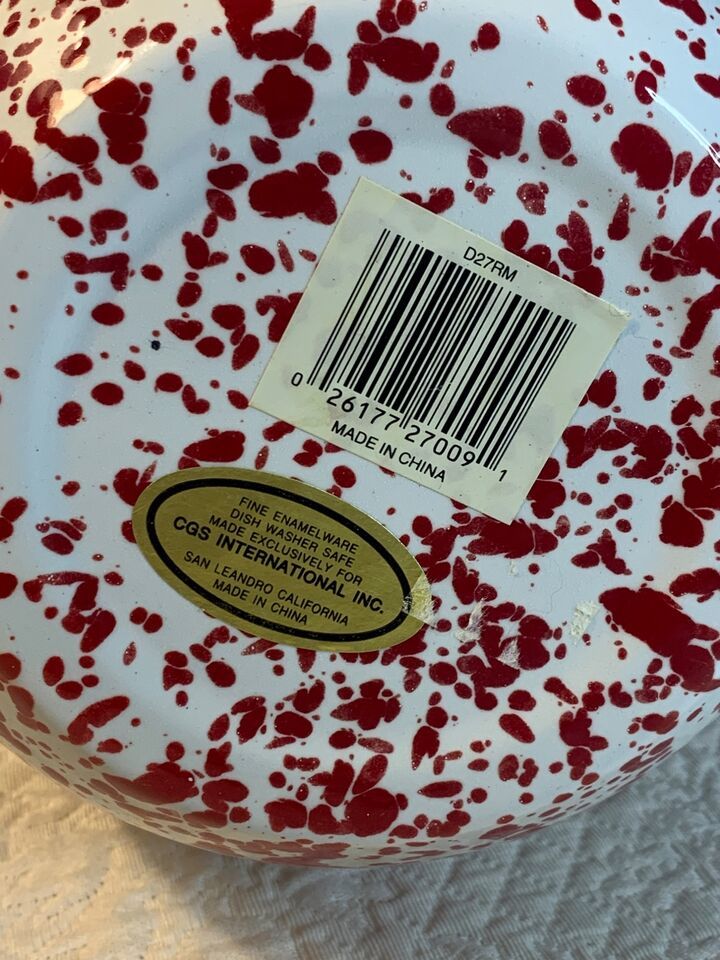 D27RM
0 26177 27009 1
MADE IN CHINA
FINE ENAMELWARE
DISH WASHER SAFE
MADE EXCLUSIVELY FOR
CGS INTERNATIONAL INC.
SAN LEANDRO CALIFORNIA
MADE IN CHINA